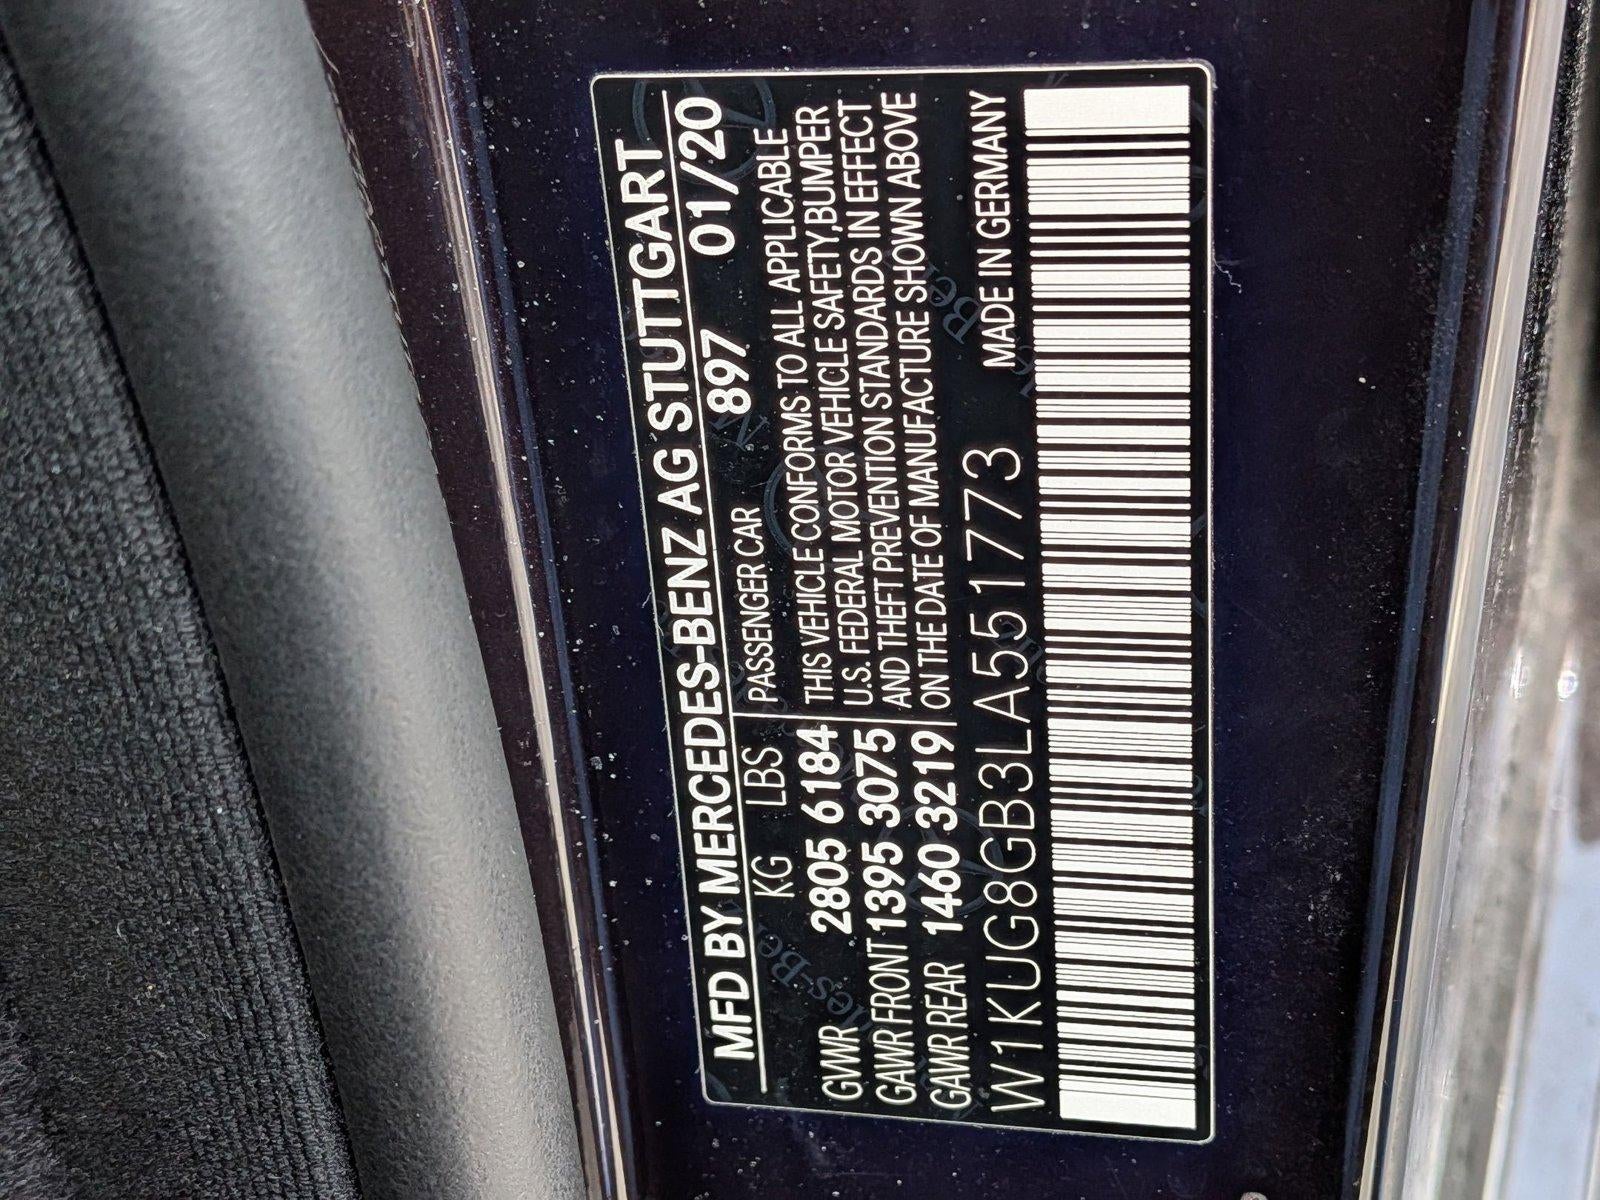 MFD BY MERCEDES-BENZ AG STUTTGART
KG LBS PASSENGER CAR 897 01/20
GVWR 2805 6184 THIS VEHICLE CONFORMS TO ALL APPLICABLE
U.S. FEDERAL MOTOR VEHICLE SAFETY,BUMPER
GAWR FRONT 1395 3075 AND THEFT PREVENTION STANDARDS IN EFFECT
GAWR REAR 1460 3219 ON THE DATE OF MANUFACTURE SHOWN ABOVE
W1KUG8GB3LA551773 MADE IN GERMANY